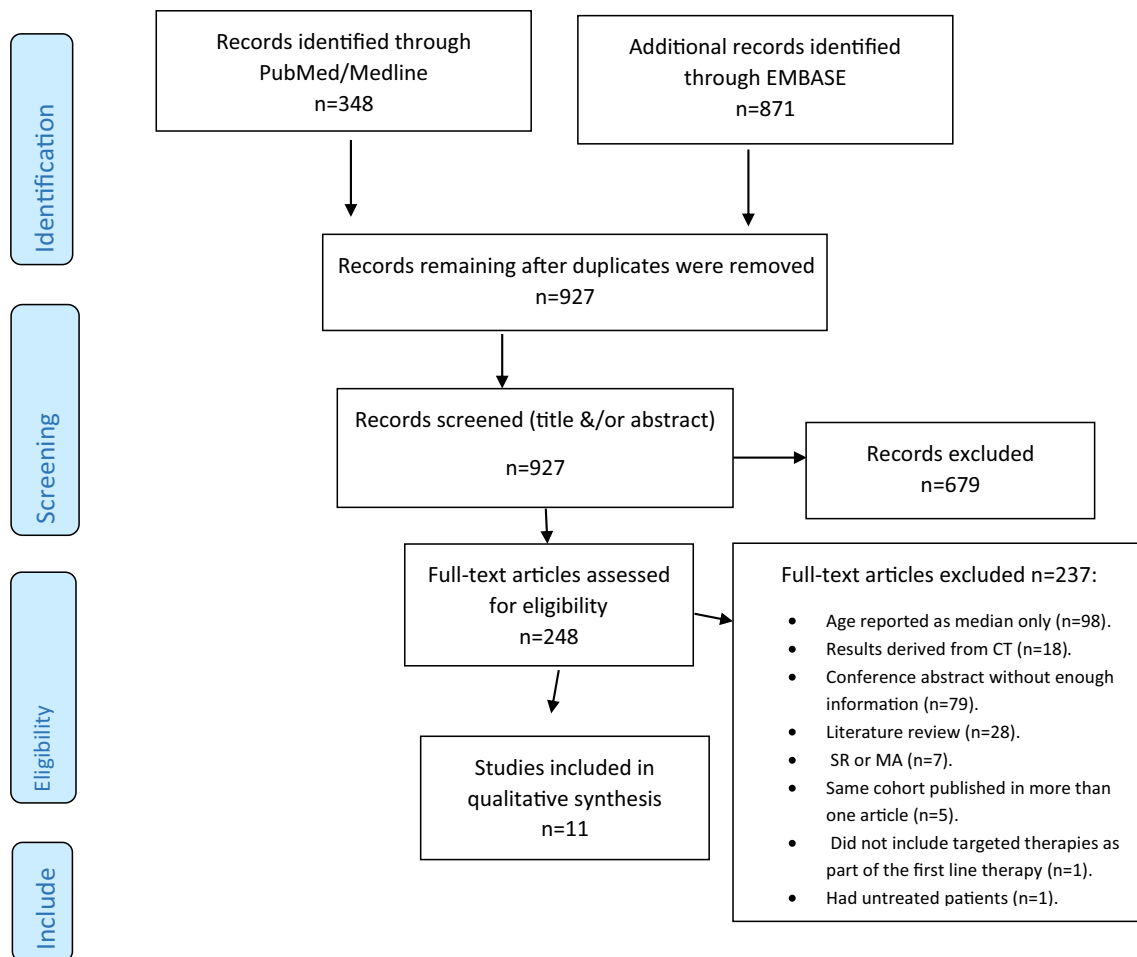 Identification
Records identified through
PubMed/Medline
n=348
Additional records identified
through EMBASE
n=871
Records remaining after duplicates were removed
n=927
Screening
Records screened (title &/or abstract)
n=927
Records excluded
n=679
Eligibility
Full-text articles assessed
for eligibility
n=248
Full-text articles excluded n=237:
• Age reported as median only (n=98).
• Results derived from CT (n=18).
• Conference abstract without enough
information (n=79).
• Literature review (n=28).
• SR or MA (n=7).
• Same cohort published in more than
one article (n=5).
• Did not include targeted therapies as
part of the first line therapy (n=1).
• Had untreated patients (n=1).
Include
Studies included in
qualitative synthesis
n=11